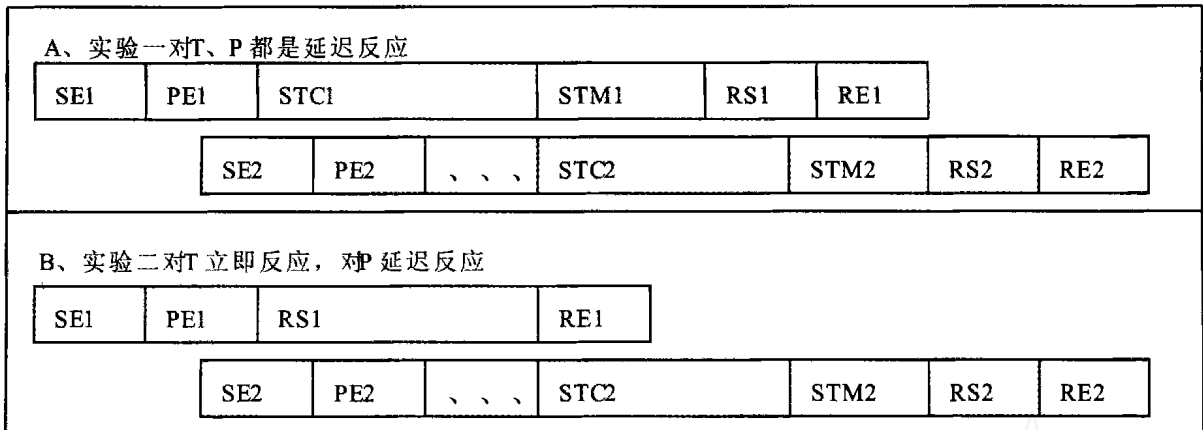 A、实验一对T、P都是延迟反应
SE1 PE1 STC1 STM1 RS1 RE1
SE2 PE2 、、、 STC2 STM2 RS2 RE2
B、实验二对T立即反应，对P延迟反应
SE1 PE1 RS1 RE1
SE2 PE2 、、、 STC2 STM2 RS2 RE2